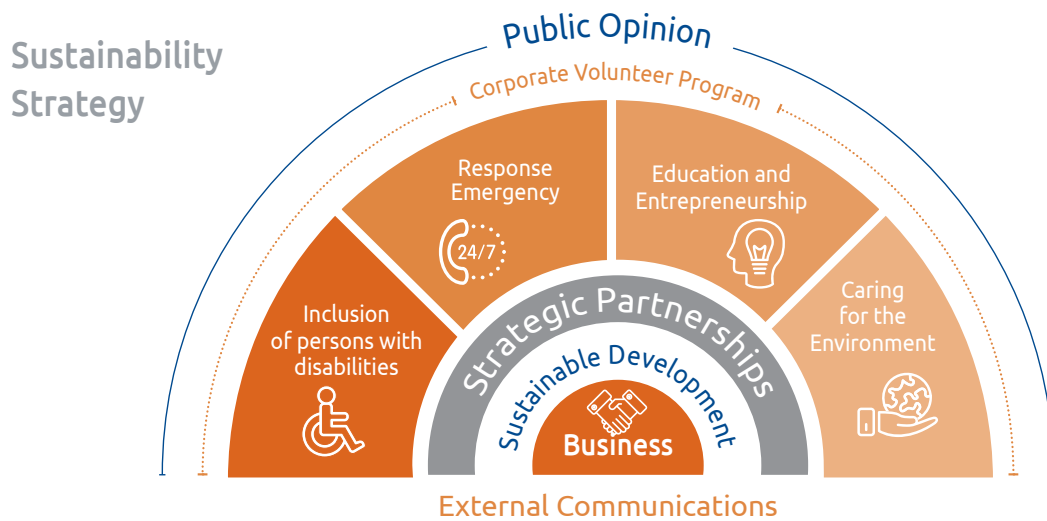 Sustainability
Strategy
Public Opinion
Corporate Volunteer Program
Response
Emergency
24/7
Education and
Entrepreneurship
Inclusion
of persons with
disabilities
Caring
for the
Environment
Strategic Partnerships
Sustainable Development
Business
External Communications